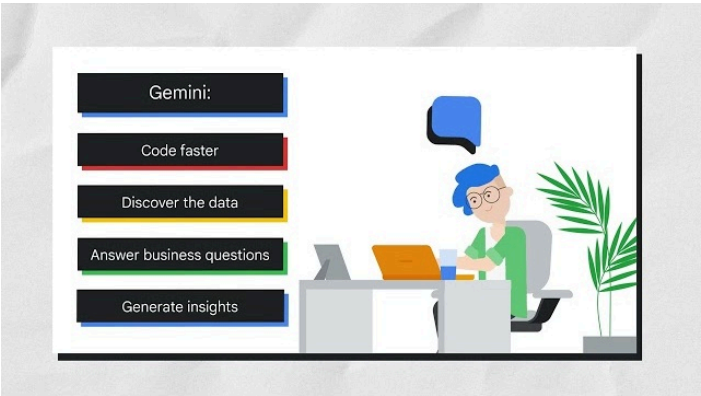 Gemini:
Code faster
Discover the data
Answer business questions
Generate insights